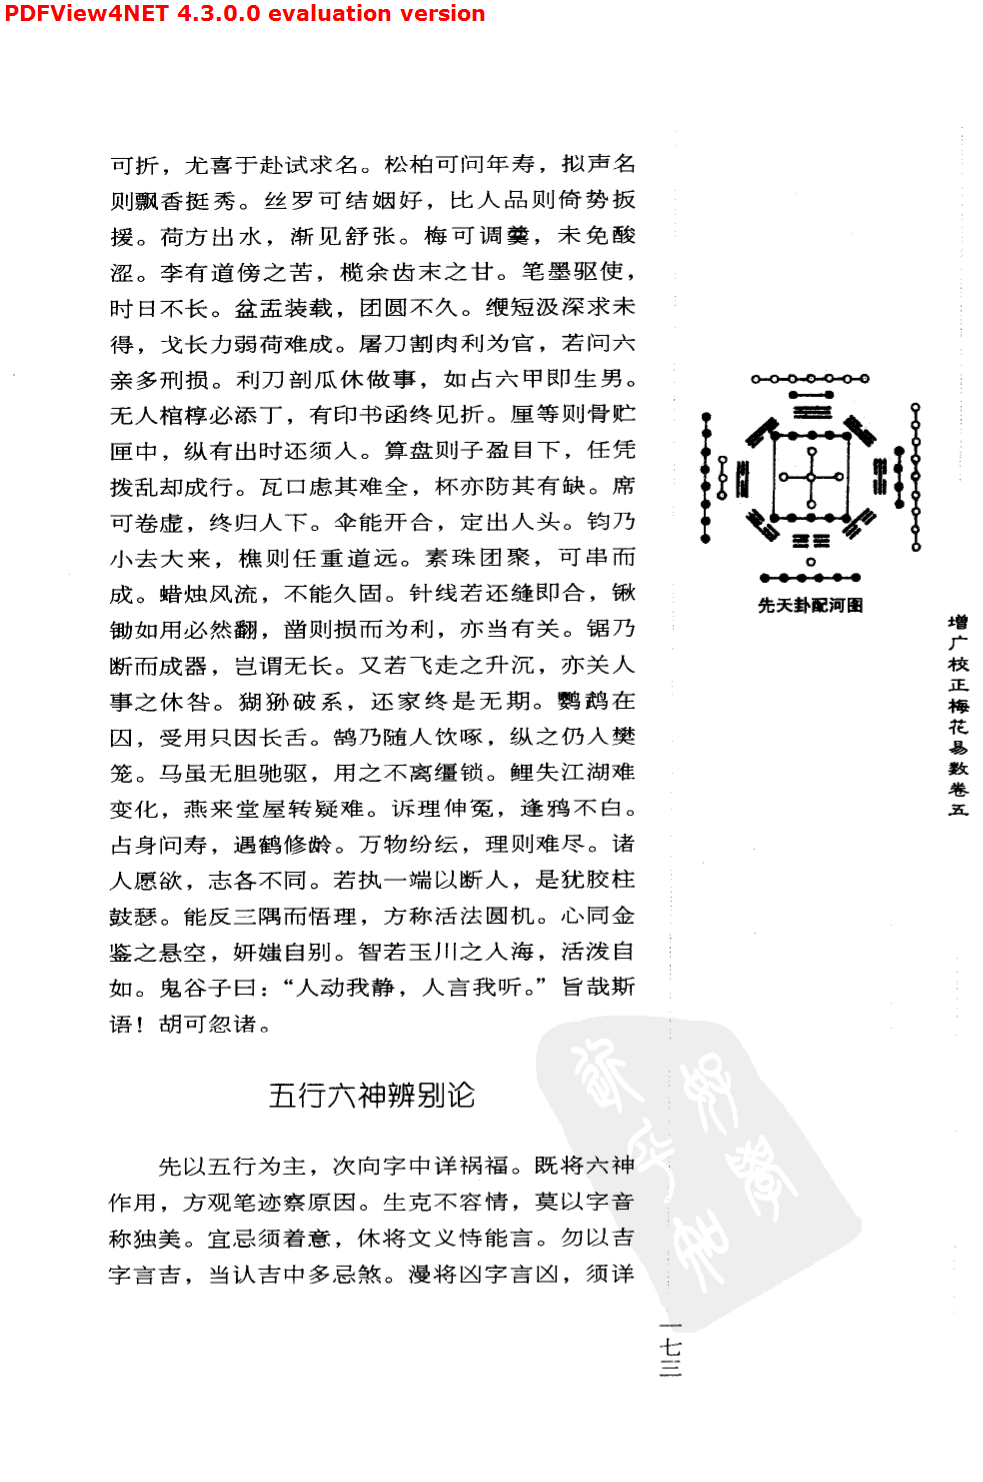 PDFView4NET 4.3.0.0 evaluation version
可折，尤喜于赴试求名。松柏可问年寿，拟声名
则飘香挺秀。丝罗可结姻好，比人品则倚势扳
援。荷方出水，渐见舒张。梅可调羹，未免酸
涩。李有道傍之苦，榄余齿末之甘。笔墨驱使，
时日不长。盆盂装载，团圆不久。绠短汲深求未
得，戈长力弱荷难成。屠刀割肉利为官，若问六
亲多刑损。利刀剖瓜休做事，如占六甲即生男。
无人棺椁必添丁，有印书函终见折。厘等则骨贮
匣中，纵有出时还须入。算盘则子盈目下，任凭
拨乱却成行。瓦口虑其难全，杯亦防其有缺。席
可卷虚，终归人下。伞能开合，定出人头。钧乃
小去大来，樵则任重道远。素珠团聚，可串而
成。蜡烛风流，不能久固。针线若还缝即合，锹
锄如用必然翻，凿则损而为利，亦当有关。锯乃
断而成器，岂谓无长。又若飞走之升沉，亦关人
事之休咎。猢狲破系，还家终是无期。鹦鹉在
囚，受用只因长舌。鹄乃随人饮啄，纵之仍入樊
笼。马虽无胆驰驱，用之不离缰锁。鲤失江湖难
变化，燕来堂屋转疑难。诉理伸冤，逢鸦不白。
占身问寿，遇鹤修龄。万物纷纭，理则难尽。诸
人愿欲，志各不同。若执一端以断人，是犹胶柱
鼓瑟。能反三隅而悟理，方称活法圆机。心同金
鉴之悬空，妍媸自别。智若玉川之入海，活泼自
如。鬼谷子曰：“人动我静，人言我听。”旨哉斯
语！胡可忽诸。
五行六神辨别论
先以五行为主，次向字中详祸福。既将六神
作用，方观笔迹察原因。生克不容情，莫以字音
称独美。宜忌须着意，休将文义恃能言。勿以吉
字言吉，当认吉中多忌煞。漫将凶字言凶，须详
先天卦配河图
增广校正梅花易数卷五
一七三